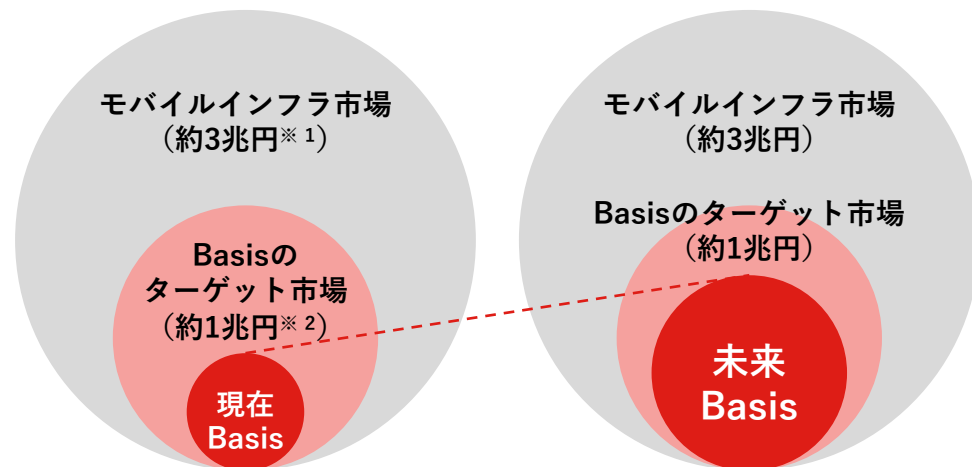 モバイルインフラ市場
（約3兆円※1）
Basisの
ターゲット市場
（約1兆円※2）
現在
Basis
モバイルインフラ市場
（約3兆円）
Basisのターゲット市場
（約1兆円）
未来
Basis